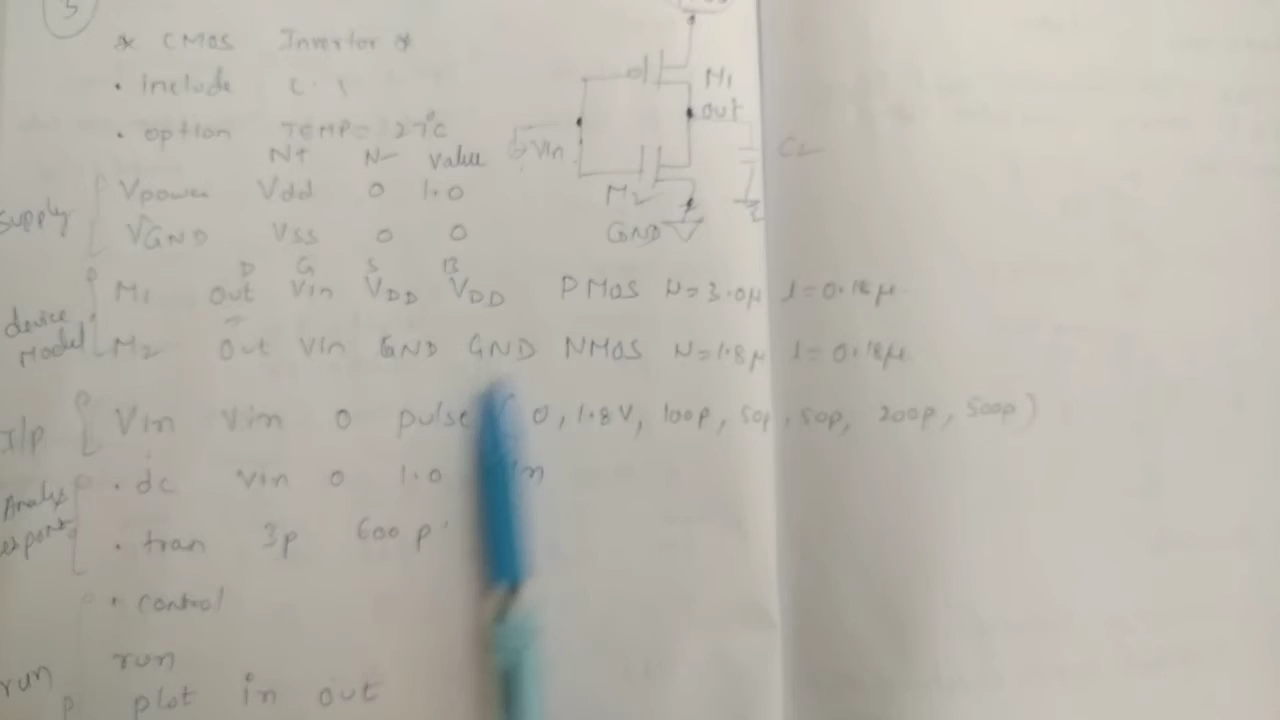 3
* CMOS Invertor *
. include
. option TEMP= 27°C
N+ N- Value
Supply Vpower Vdd 0 1.0
VGND VSS 0 0
D G S B
device Model M1 out Vin VDD VDD PMOS W=3.0μ l=0.18μ
M2 out Vin GND GND NMOS W=1.8μ l=0.18μ
I/p Vin Vin 0 pulse ( 0, 1.8V, 100p, 50p, 50p, 200p, 500p)
. dc vin 0 1.0
. tran 3p 600p
. control
run run
plot in out
M1
out
Vin
CL
M2
GND